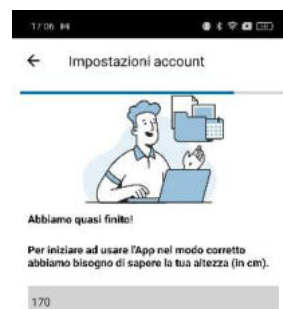 17:06
Impostazioni account
Abbiamo quasi finito!
Per iniziare ad usare l'App nel modo corretto
abbiamo bisogno di sapere la tua altezza (in cm).
170